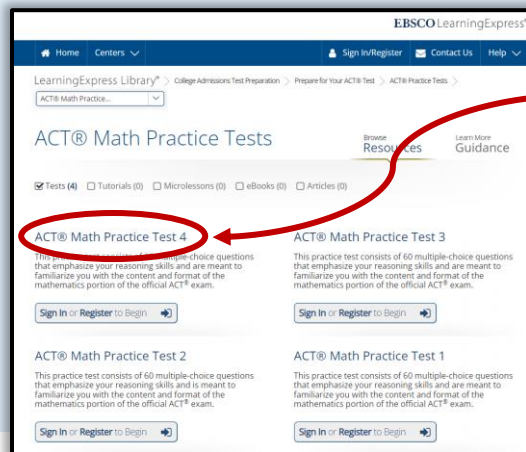 EBSCO LearningExpress®
Home Centers Sign In/Register Contact Us Help
LearningExpress Library® > College Admissions Test Preparation > Prepare for Your ACT® Test > ACT® Practice Tests >
ACT® Math Practice...
ACT® Math Practice Tests
Browse
Resources
Learn More
Guidance
Tests (4) Tutorials (0) Microlessons (0) eBooks (0) Articles (0)
ACT® Math Practice Test 4
This practice test consists of 60 multiple-choice questions
that emphasize your reasoning skills and are meant to
familiarize you with the content and format of the
mathematics portion of the official ACT® exam.
Sign In or Register to Begin
ACT® Math Practice Test 3
This practice test consists of 60 multiple-choice questions
that emphasize your reasoning skills and are meant to
familiarize you with the content and format of the
mathematics portion of the official ACT® exam.
Sign In or Register to Begin
ACT® Math Practice Test 2
This practice test consists of 60 multiple-choice questions
that emphasize your reasoning skills and is meant to
familiarize you with the content and format of the
mathematics portion of the official ACT® exam.
Sign In or Register to Begin
ACT® Math Practice Test 1
This practice test consists of 60 multiple-choice questions
that emphasize your reasoning skills and are meant to
familiarize you with the content and format of the
mathematics portion of the official ACT® exam.
Sign In or Register to Begin